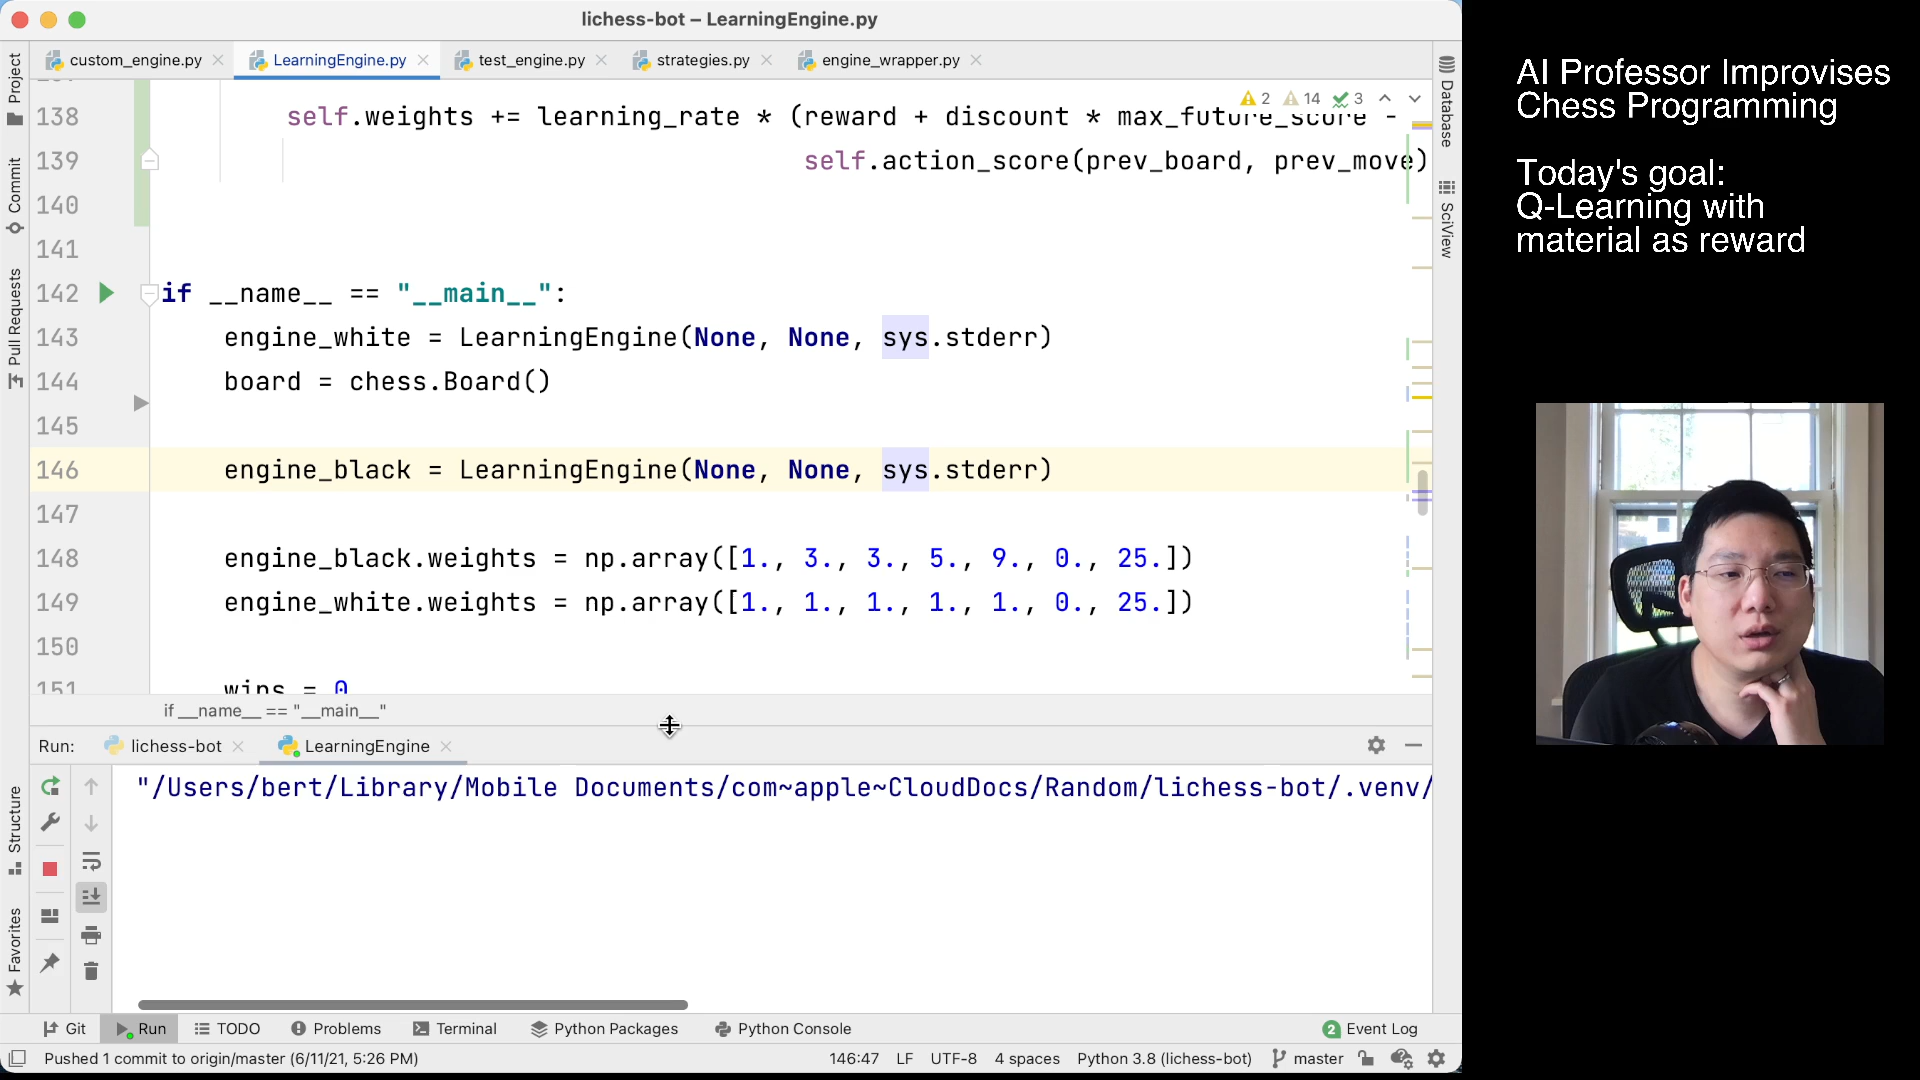 lichess-bot – LearningEngine.py
custom_engine.py
LearningEngine.py
test_engine.py
strategies.py
engine_wrapper.py
Project
Commit
Pull Requests
Structure
Favorites
Database
SciView
2 14 3
138 self.weights += learning_rate * (reward + discount * max_future_score -
139 self.action_score(prev_board, prev_move)
140
141
142 if __name__ == "__main__":
143 engine_white = LearningEngine(None, None, sys.stderr)
144 board = chess.Board()
145
146 engine_black = LearningEngine(None, None, sys.stderr)
147
148 engine_black.weights = np.array([1., 3., 3., 5., 9., 0., 25.])
149 engine_white.weights = np.array([1., 1., 1., 1., 1., 0., 25.])
150
151 wins = 0
if __name__ == "__main__"
Run: lichess-bot LearningEngine
"/Users/bert/Library/Mobile Documents/com~apple~CloudDocs/Random/lichess-bot/.venv/
Git Run TODO Problems Terminal Python Packages Python Console 2 Event Log
Pushed 1 commit to origin/master (6/11/21, 5:26 PM) 146:47 LF UTF-8 4 spaces Python 3.8 (lichess-bot) master
AI Professor Improvises
Chess Programming
Today's goal:
Q-Learning with
material as reward